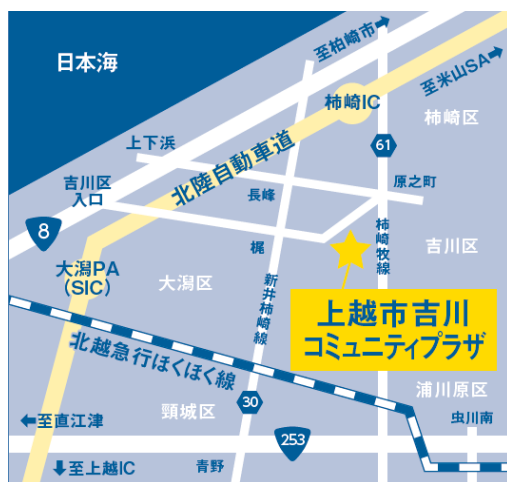 日本海
至柏崎市
至米山SA
柿崎IC
柿崎区
北陸自動車道
上下浜
61
吉川区
入口
長峰
原之町
8
梶
柿崎牧線
吉川区
大潟PA
(SIC)
大潟区
新井柿崎線
上越市吉川
コミュニティプラザ
北越急行ほくほく線
浦川原区
頸城区
30
虫川南
←至直江津
253
↓至上越IC
青野